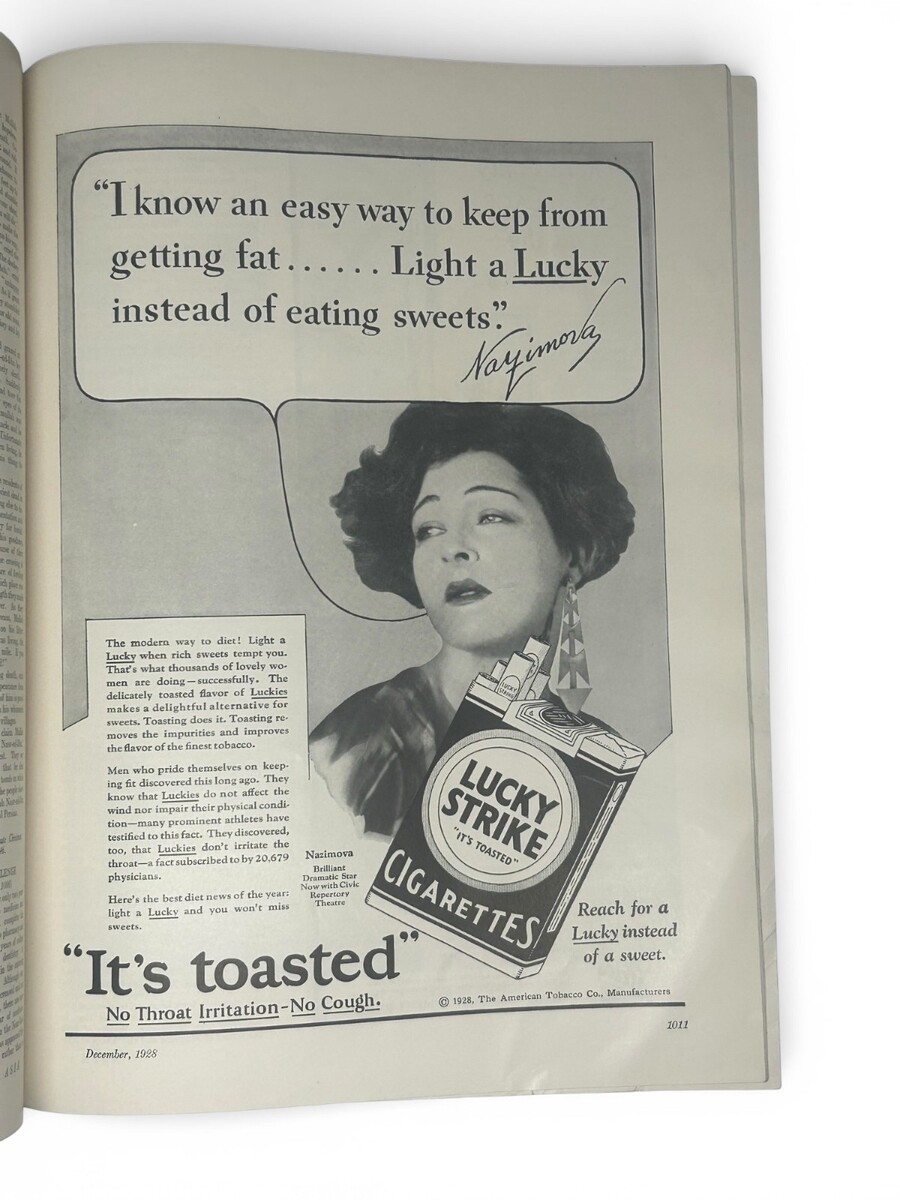 “I know an easy way to keep from
getting fat...... Light a Lucky
instead of eating sweets.”
Nazimova
The modern way to diet! Light a
Lucky when rich sweets tempt you.
That's what thousands of lovely wo-
men are doing—successfully. The
delicately toasted flavor of Luckies
makes a delightful alternative for
sweets. Toasting does it. Toasting re-
moves the impurities and improves
the flavor of the finest tobacco.
Men who pride themselves on keep-
ing fit discovered this long ago. They
know that Luckies do not affect the
wind nor impair their physical condi-
tion—many prominent athletes have
testified to this fact. They discovered,
too, that Luckies don't irritate the
throat—a fact subscribed to by 20,679
physicians.
Here's the best diet news of the year:
light a Lucky and you won't miss
sweets.
Nazimova
Brilliant
Dramatic Star
Now with Civic
Repertory
Theatre
LUCKY
STRIKE
LUCKY
STRIKE
“IT'S TOASTED”
CIGARETTES
Reach for a
Lucky instead
of a sweet.
“It's toasted”
No Throat Irritation-No Cough.
© 1928, The American Tobacco Co., Manufacturers
1011
December, 1928
ASIA